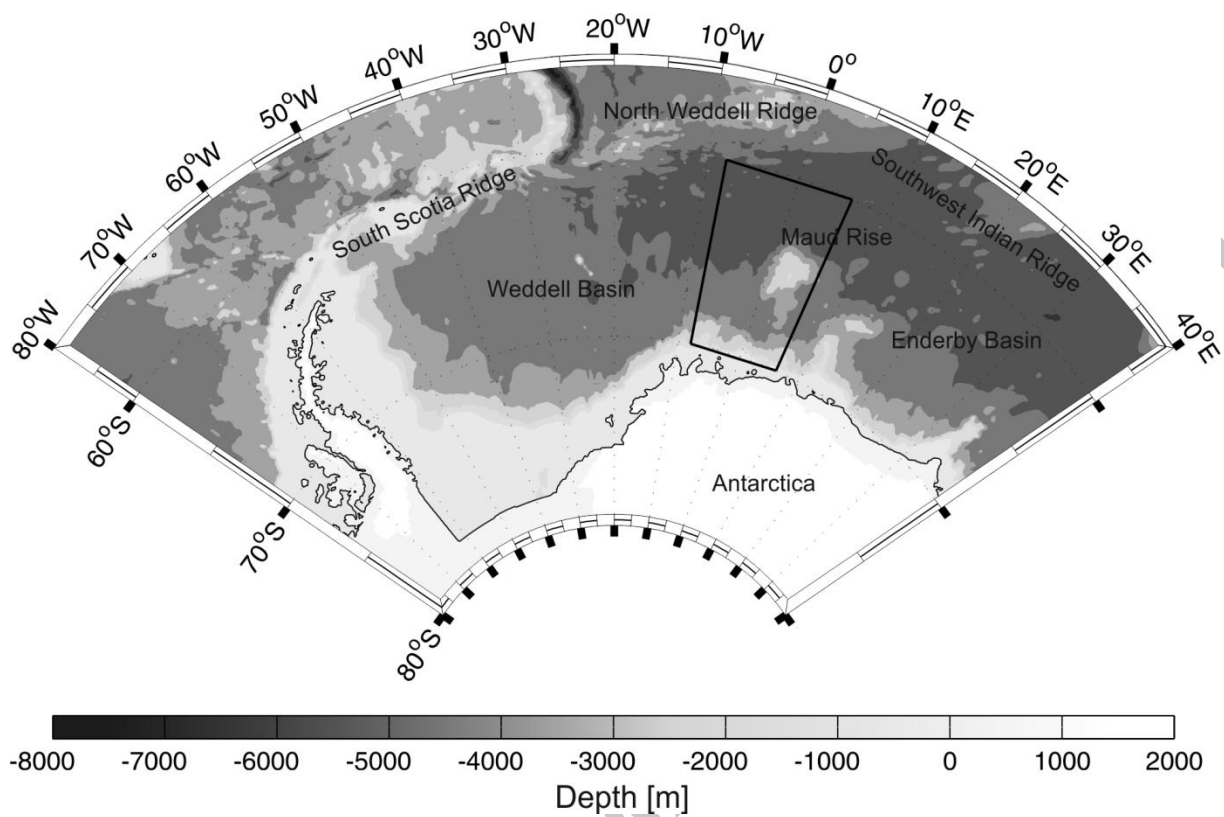 20°W
30°W
10°W
40°W
0°
50°W
10°E
60°W
20°E
70°W
30°E
80°W
40°E
North Weddell Ridge
Southwest Indian Ridge
South Scotia Ridge
Maud Rise
Weddell Basin
Enderby Basin
60°S
Antarctica
70°S
80°S
-8000 -7000 -6000 -5000 -4000 -3000 -2000 -1000 0 1000 2000
Depth [m]